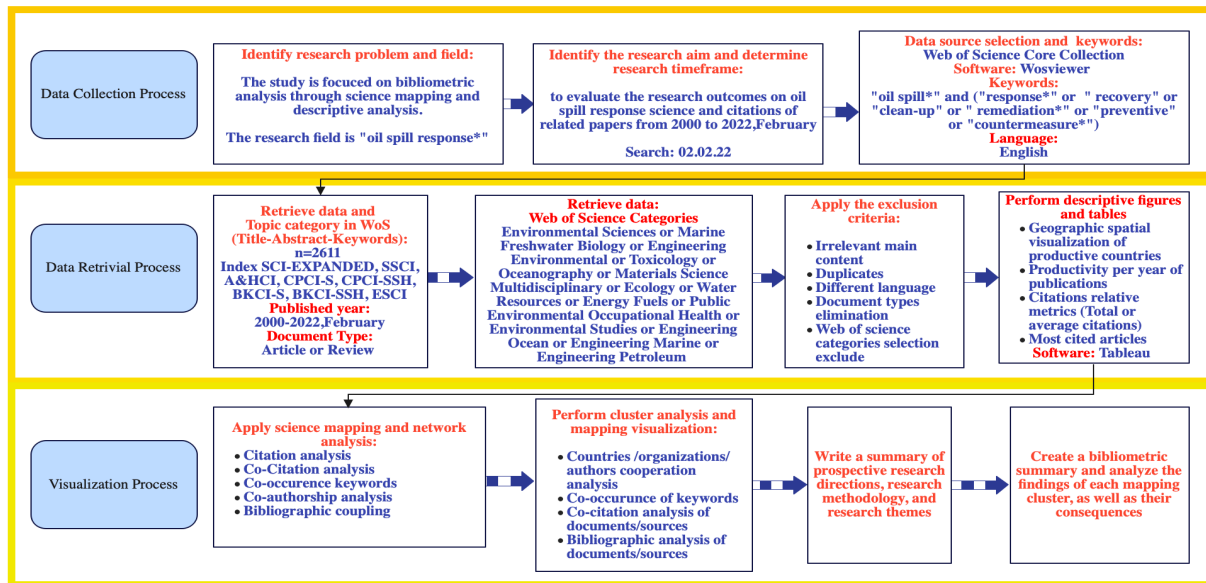 Data Collection Process
Identify research problem and field:
The study is focused on bibliometric
analysis through science mapping and
descriptive analysis.
The research field is "oil spill response*"
Identify the research aim and determine
research timeframe:
to evaluate the research outcomes on oil
spill response science and citations of
related papers from 2000 to 2022,February
Search: 02.02.22
Data source selection and keywords:
Web of Science Core Collection
Software: Wosviewer
Keywords:
"oil spill*" and ("response*" or " recovery" or
"clean-up" or " remediation*" or "preventive"
or "countermeasure*")
Language:
English
Data Retrivial Process
Retrieve data and
Topic category in WoS
(Title-Abstract-Keywords):
n=2611
Index SCI-EXPANDED, SSCI,
A&HCI, CPCI-S, CPCI-SSH,
BKCI-S, BKCI-SSH, ESCI
Published year:
2000-2022,February
Document Type:
Article or Review
Retrieve data:
Web of Science Categories
Environmental Sciences or Marine
Freshwater Biology or Engineering
Environmental or Toxicology or
Oceanography or Materials Science
Multidisciplinary or Ecology or Water
Resources or Energy Fuels or Public
Environmental Occupational Health or
Environmental Studies or Engineering
Ocean or Engineering Marine or
Engineering Petroleum
Apply the exclusion
criteria:
• Irrelevant main
content
• Duplicates
• Different language
• Document types
elimination
• Web of science
categories selection
exclude
Perform descriptive figures
and tables
• Geographic spatial
visualization of
productive countries
• Productivity per year of
publications
• Citations relative
metrics (Total or
average citations)
• Most cited articles
Software: Tableau
Visualization Process
Apply science mapping and network
analysis:
• Citation analysis
• Co-Citation analysis
• Co-occurence keywords
• Co-authorship analysis
• Bibliographic coupling
Perform cluster analysis and
mapping visualization:
• Countries /organizations/
authors cooperation
analysis
• Co-occurunce of keywords
• Co-citation analysis of
documents/sources
• Bibliographic analysis of
documents/sources
Write a summary of
prospective research
directions, research
methodology, and
research themes
Create a bibliometric
summary and analyze the
findings of each mapping
cluster, as well as their
consequences